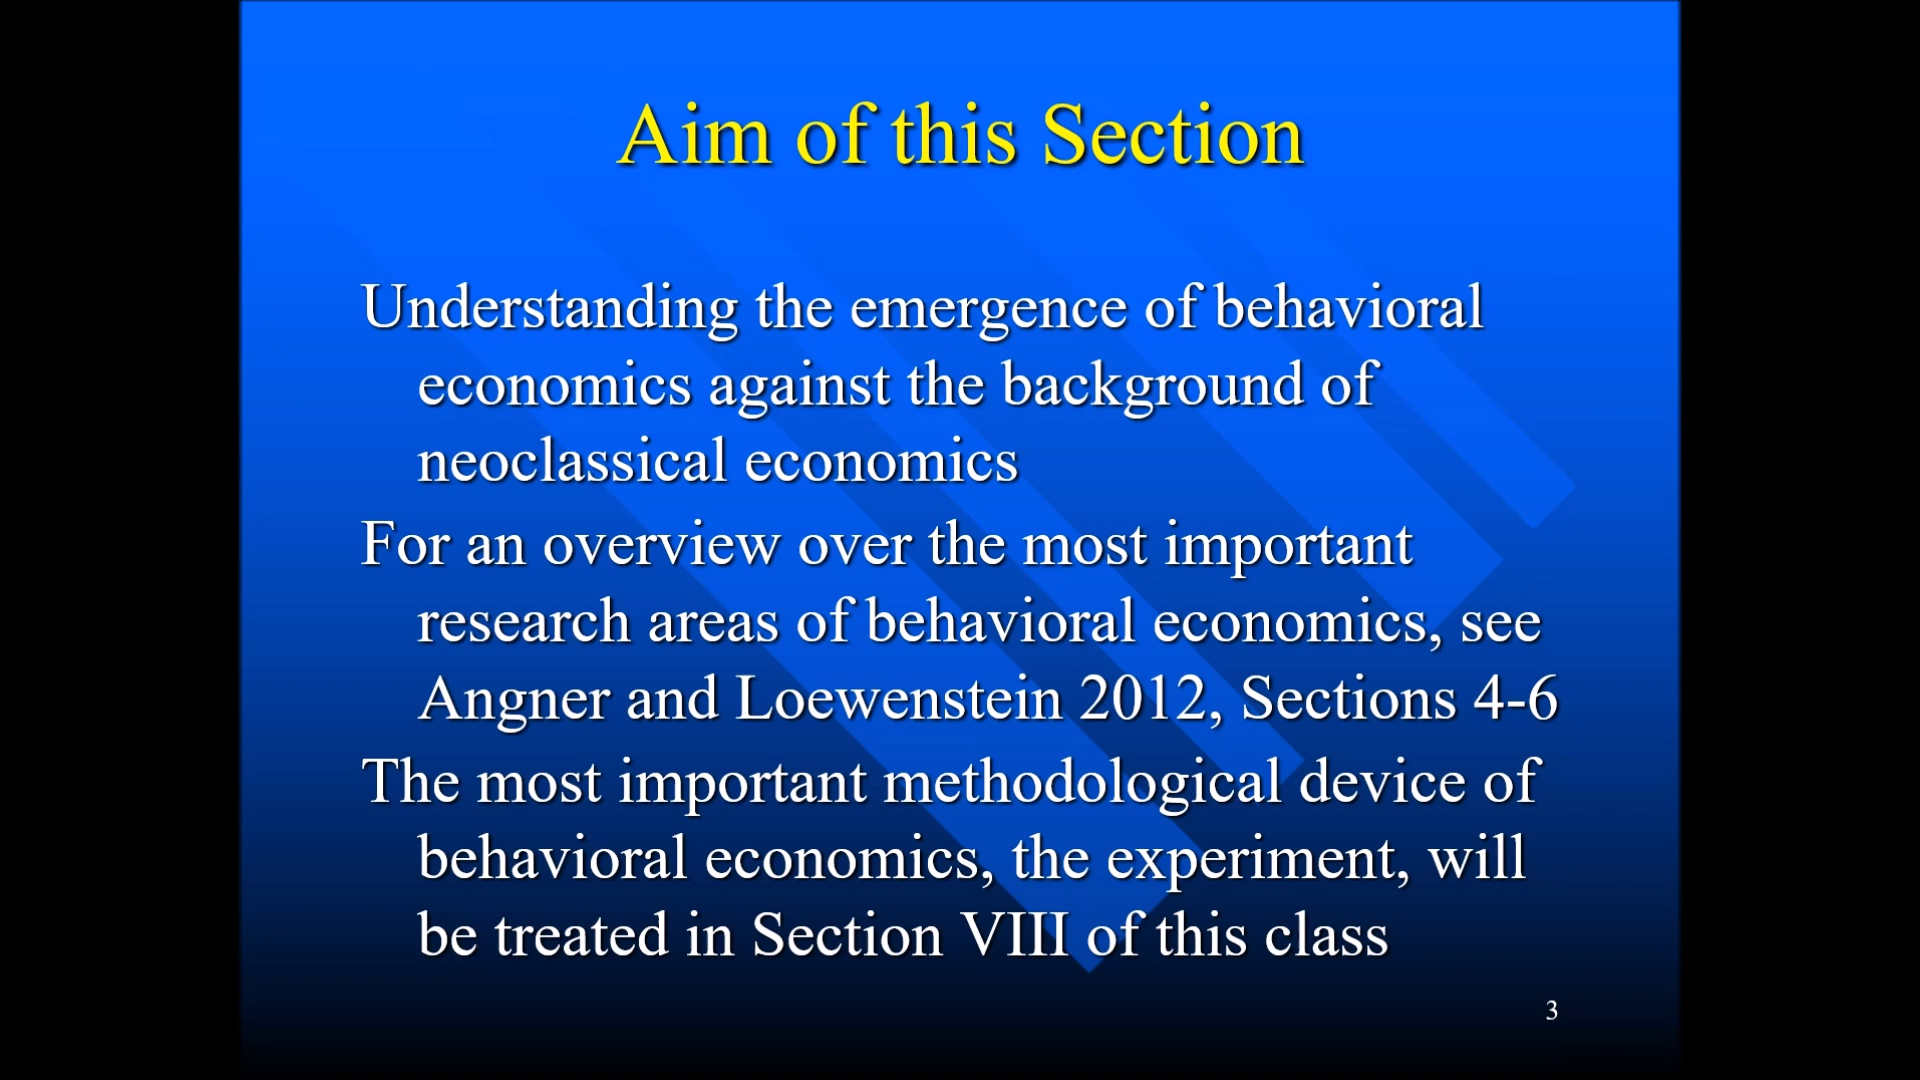 Aim of this Section
Understanding the emergence of behavioral
economics against the background of
neoclassical economics
For an overview over the most important
research areas of behavioral economics, see
Angner and Loewenstein 2012, Sections 4-6
The most important methodological device of
behavioral economics, the experiment, will
be treated in Section VIII of this class
3